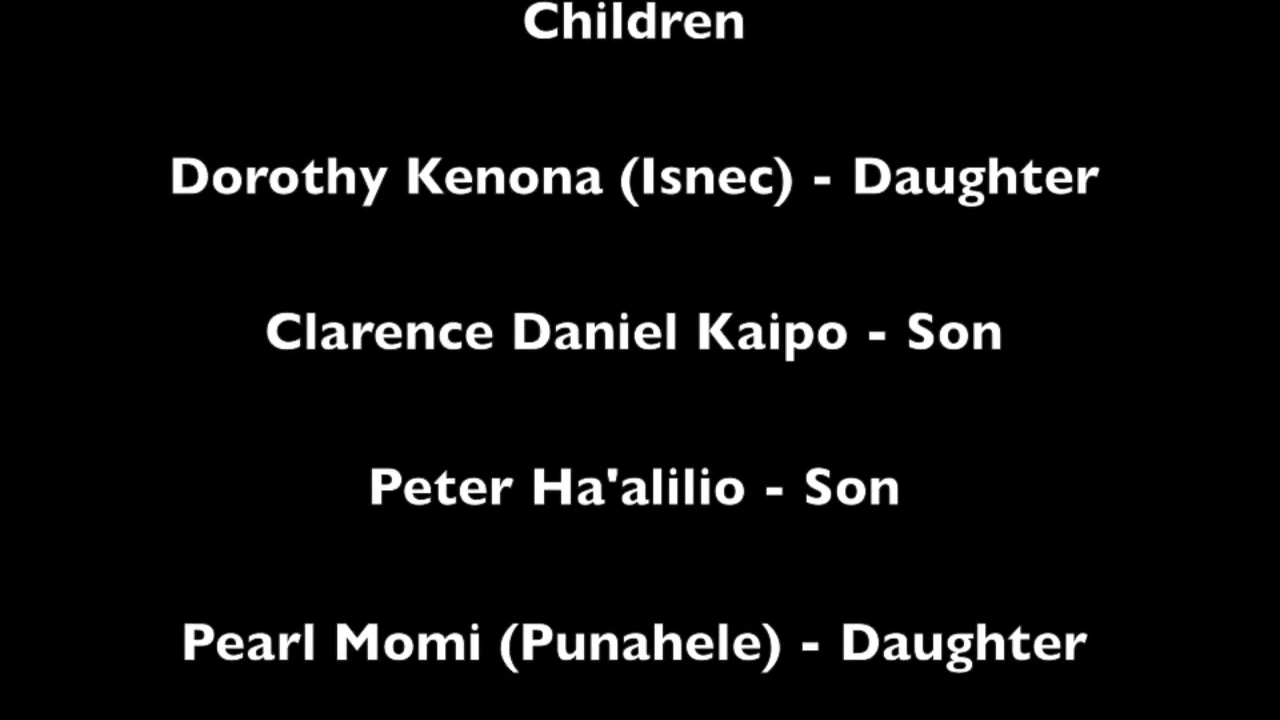 Children
Dorothy Kenona (Isnec) - Daughter
Clarence Daniel Kaipo - Son
Peter Ha'alilio - Son
Pearl Momi (Punahele) - Daughter